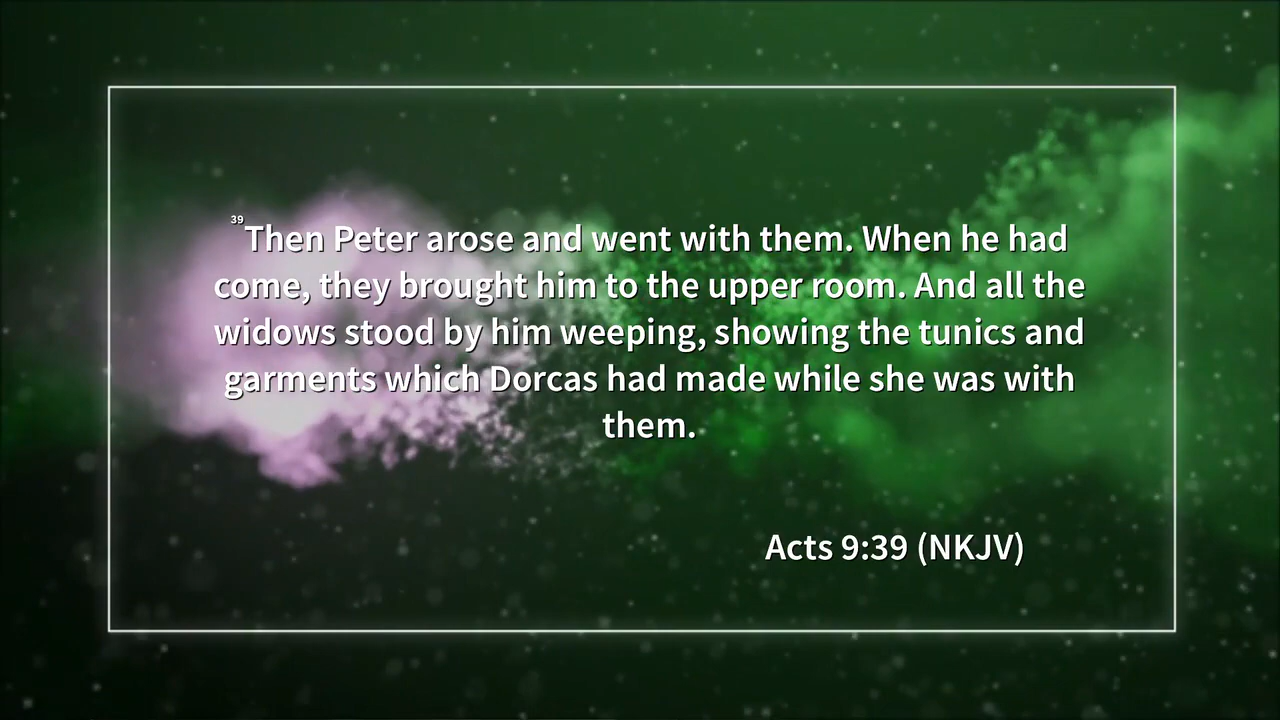 39Then Peter arose and went with them. When he had
come, they brought him to the upper room. And all the
widows stood by him weeping, showing the tunics and
garments which Dorcas had made while she was with
them.
Acts 9:39 (NKJV)